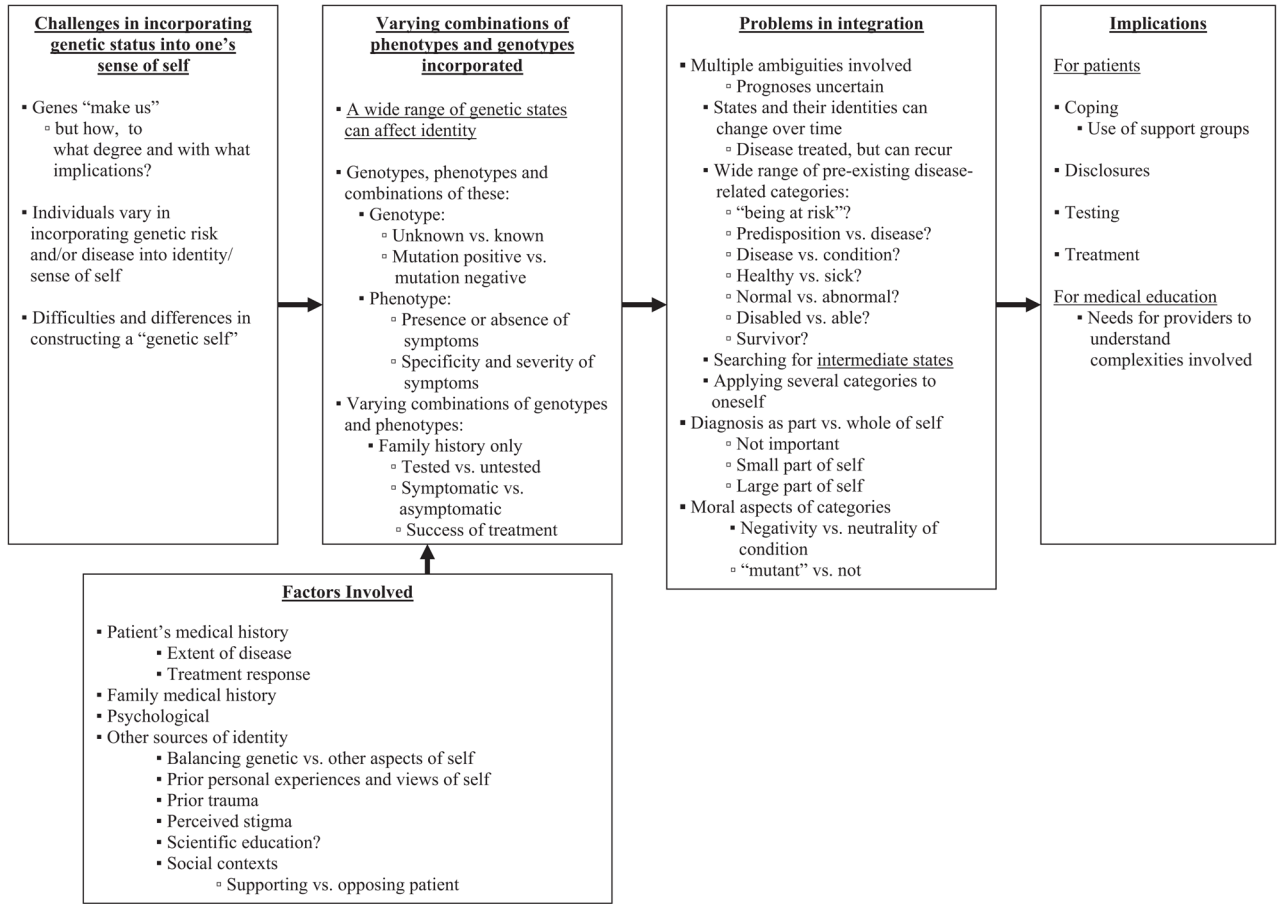 Challenges in incorporating
genetic status into one’s
sense of self
▪ Genes “make us”
▫ but how, to
what degree and with what
implications?
▪ Individuals vary in
incorporating genetic risk
and/or disease into identity/
sense of self
▪ Difficulties and differences in
constructing a “genetic self”
Varying combinations of
phenotypes and genotypes
incorporated
▪ A wide range of genetic states
can affect identity
▪ Genotypes, phenotypes and
combinations of these:
▪ Genotype:
▫ Unknown vs. known
▫ Mutation positive vs.
mutation negative
▪ Phenotype:
▫ Presence or absence of
symptoms
▫ Specificity and severity of
symptoms
▪ Varying combinations of genotypes
and phenotypes:
▪ Family history only
▫ Tested vs. untested
▫ Symptomatic vs.
asymptomatic
▫ Success of treatment
Problems in integration
▪ Multiple ambiguities involved
▫ Prognoses uncertain
▪ States and their identities can
change over time
▫ Disease treated, but can recur
▪ Wide range of pre-existing disease-
related categories:
▫ “being at risk”?
▫ Predisposition vs. disease?
▫ Disease vs. condition?
▫ Healthy vs. sick?
▫ Normal vs. abnormal?
▫ Disabled vs. able?
▫ Survivor?
▪ Searching for intermediate states
▪ Applying several categories to
oneself
▪ Diagnosis as part vs. whole of self
▫ Not important
▫ Small part of self
▫ Large part of self
▪ Moral aspects of categories
▪ Negativity vs. neutrality of
condition
▫ “mutant” vs. not
Implications
For patients
▪ Coping
▪ Use of support groups
▪ Disclosures
▪ Testing
▪ Treatment
For medical education
▪ Needs for providers to
understand
complexities involved
Factors Involved
▪ Patient’s medical history
▪ Extent of disease
▪ Treatment response
▪ Family medical history
▪ Psychological
▪ Other sources of identity
▪ Balancing genetic vs. other aspects of self
▪ Prior personal experiences and views of self
▪ Prior trauma
▪ Perceived stigma
▪ Scientific education?
▪ Social contexts
▫ Supporting vs. opposing patient